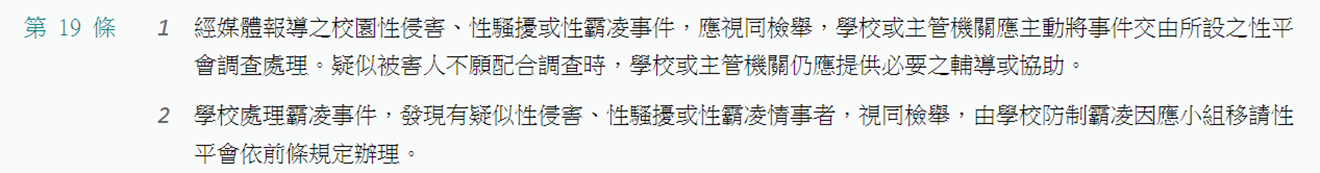 第 19 條 1 經媒體報導之校園性侵害、性騷擾或性霸凌事件，應視同檢舉，學校或主管機關應主動將事件交由所設之性平
會調查處理。疑似被害人不願配合調查時，學校或主管機關仍應提供必要之輔導或協助。
2 學校處理霸凌事件，發現有疑似性侵害、性騷擾或性霸凌情事者，視同檢舉，由學校防制霸凌因應小組移請性
平會依前條規定辦理。